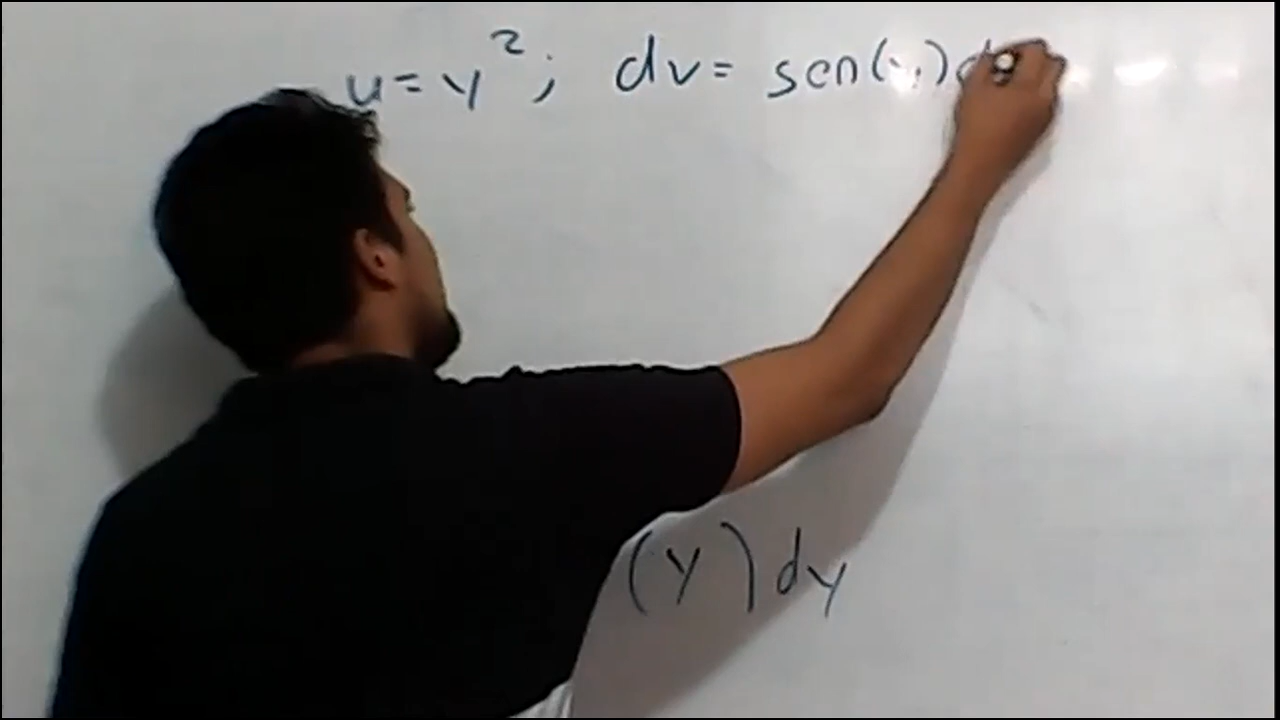 u = y²; dv = sen(y) d
(y) dy